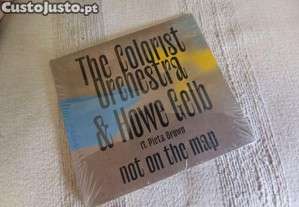 CustoJusto.pt
The Colorist
Orchestra
& Howe Gelb
ft Pieta Brown
not on the map